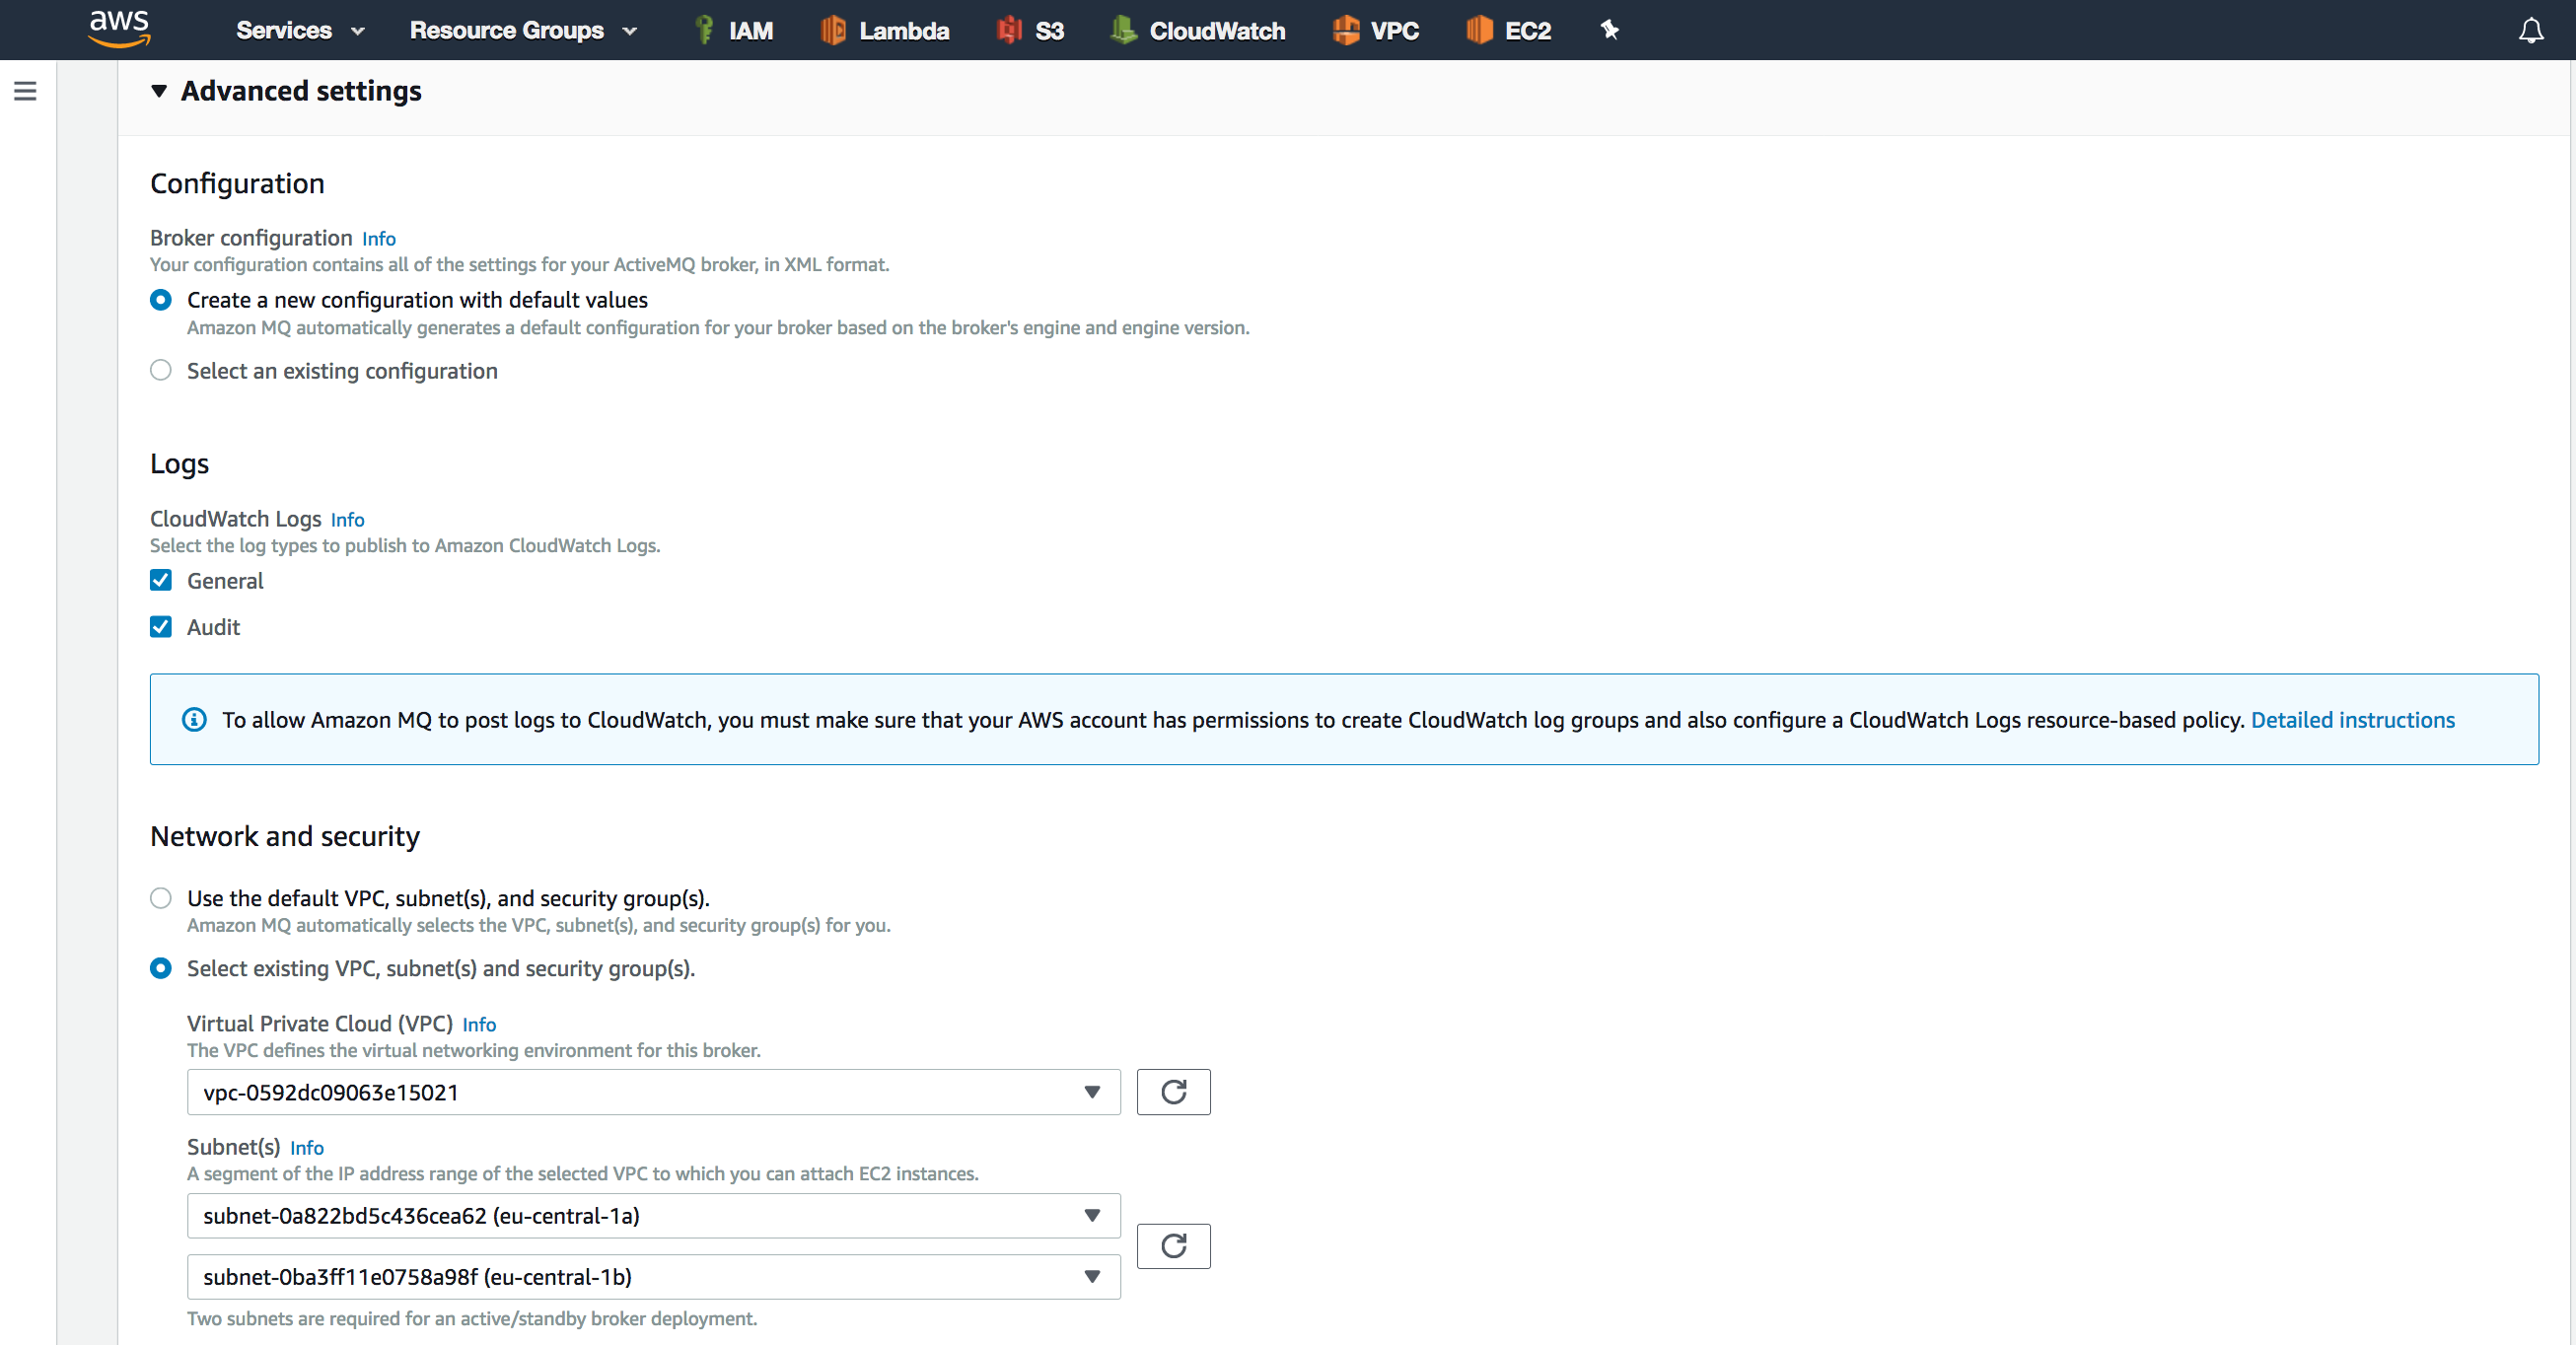 aws Services Resource Groups IAM Lambda S3 CloudWatch VPC EC2
Advanced settings
Configuration
Broker configuration Info
Your configuration contains all of the settings for your ActiveMQ broker, in XML format.
Create a new configuration with default values
Amazon MQ automatically generates a default configuration for your broker based on the broker's engine and engine version.
Select an existing configuration
Logs
CloudWatch Logs Info
Select the log types to publish to Amazon CloudWatch Logs.
General
Audit
To allow Amazon MQ to post logs to CloudWatch, you must make sure that your AWS account has permissions to create CloudWatch log groups and also configure a CloudWatch Logs resource-based policy. Detailed instructions
Network and security
Use the default VPC, subnet(s), and security group(s).
Amazon MQ automatically selects the VPC, subnet(s), and security group(s) for you.
Select existing VPC, subnet(s) and security group(s).
Virtual Private Cloud (VPC) Info
The VPC defines the virtual networking environment for this broker.
vpc-0592dc09063e15021
Subnet(s) Info
A segment of the IP address range of the selected VPC to which you can attach EC2 instances.
subnet-0a822bd5c436cea62 (eu-central-1a)
subnet-0ba3ff11e0758a98f (eu-central-1b)
Two subnets are required for an active/standby broker deployment.